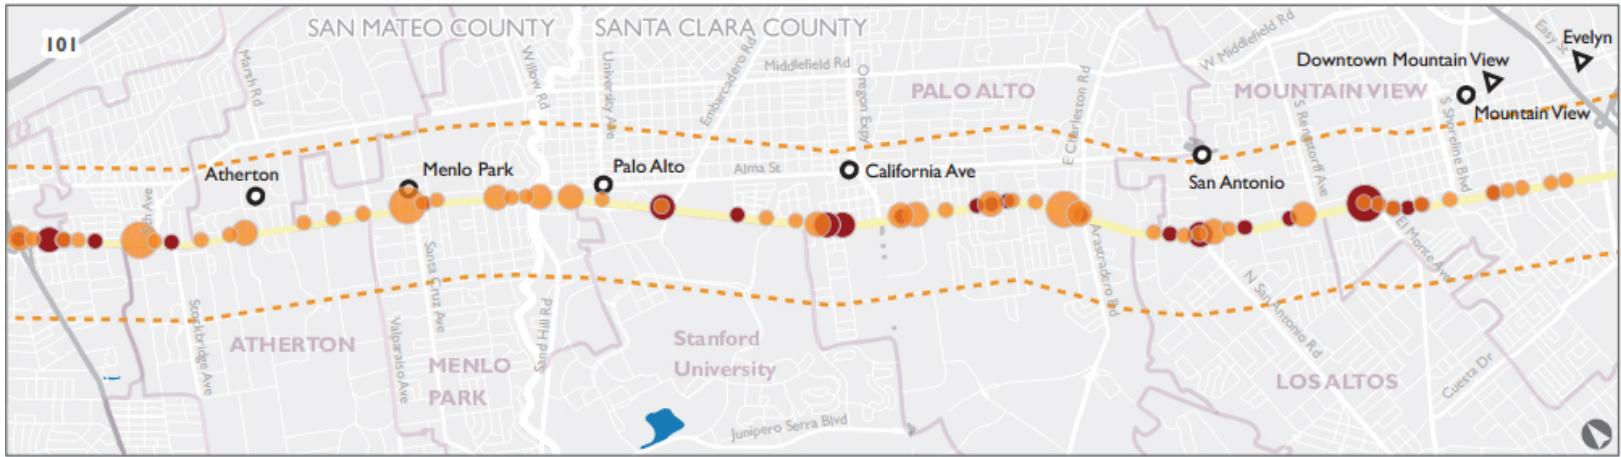 SAN MATEO COUNTY
SANTA CLARA COUNTY
101
Easy St
Evelyn
W Middlefield Rd
Downtown Mountain View
Middlefield Rd
Marsh Rd
Willow Rd
University Ave
Embarcadero Rd
Oregon Expy
PALO ALTO
E Charleston Rd
MOUNTAIN VIEW
Mountain View
S Rengstorff Ave
S Shoreline Blvd
Atherton
Menlo Park
Palo Alto
Alma St
California Ave
San Antonio
Santa Cruz Ave
Arastradero Rd
El Monte Ave
Stockbridge Ave
Valparaiso Ave
Sand Hill Rd
N San Antonio Rd
ATHERTON
MENLO
PARK
Stanford
University
LOS ALTOS
Cuesta Dr
Junipero Serra Blvd